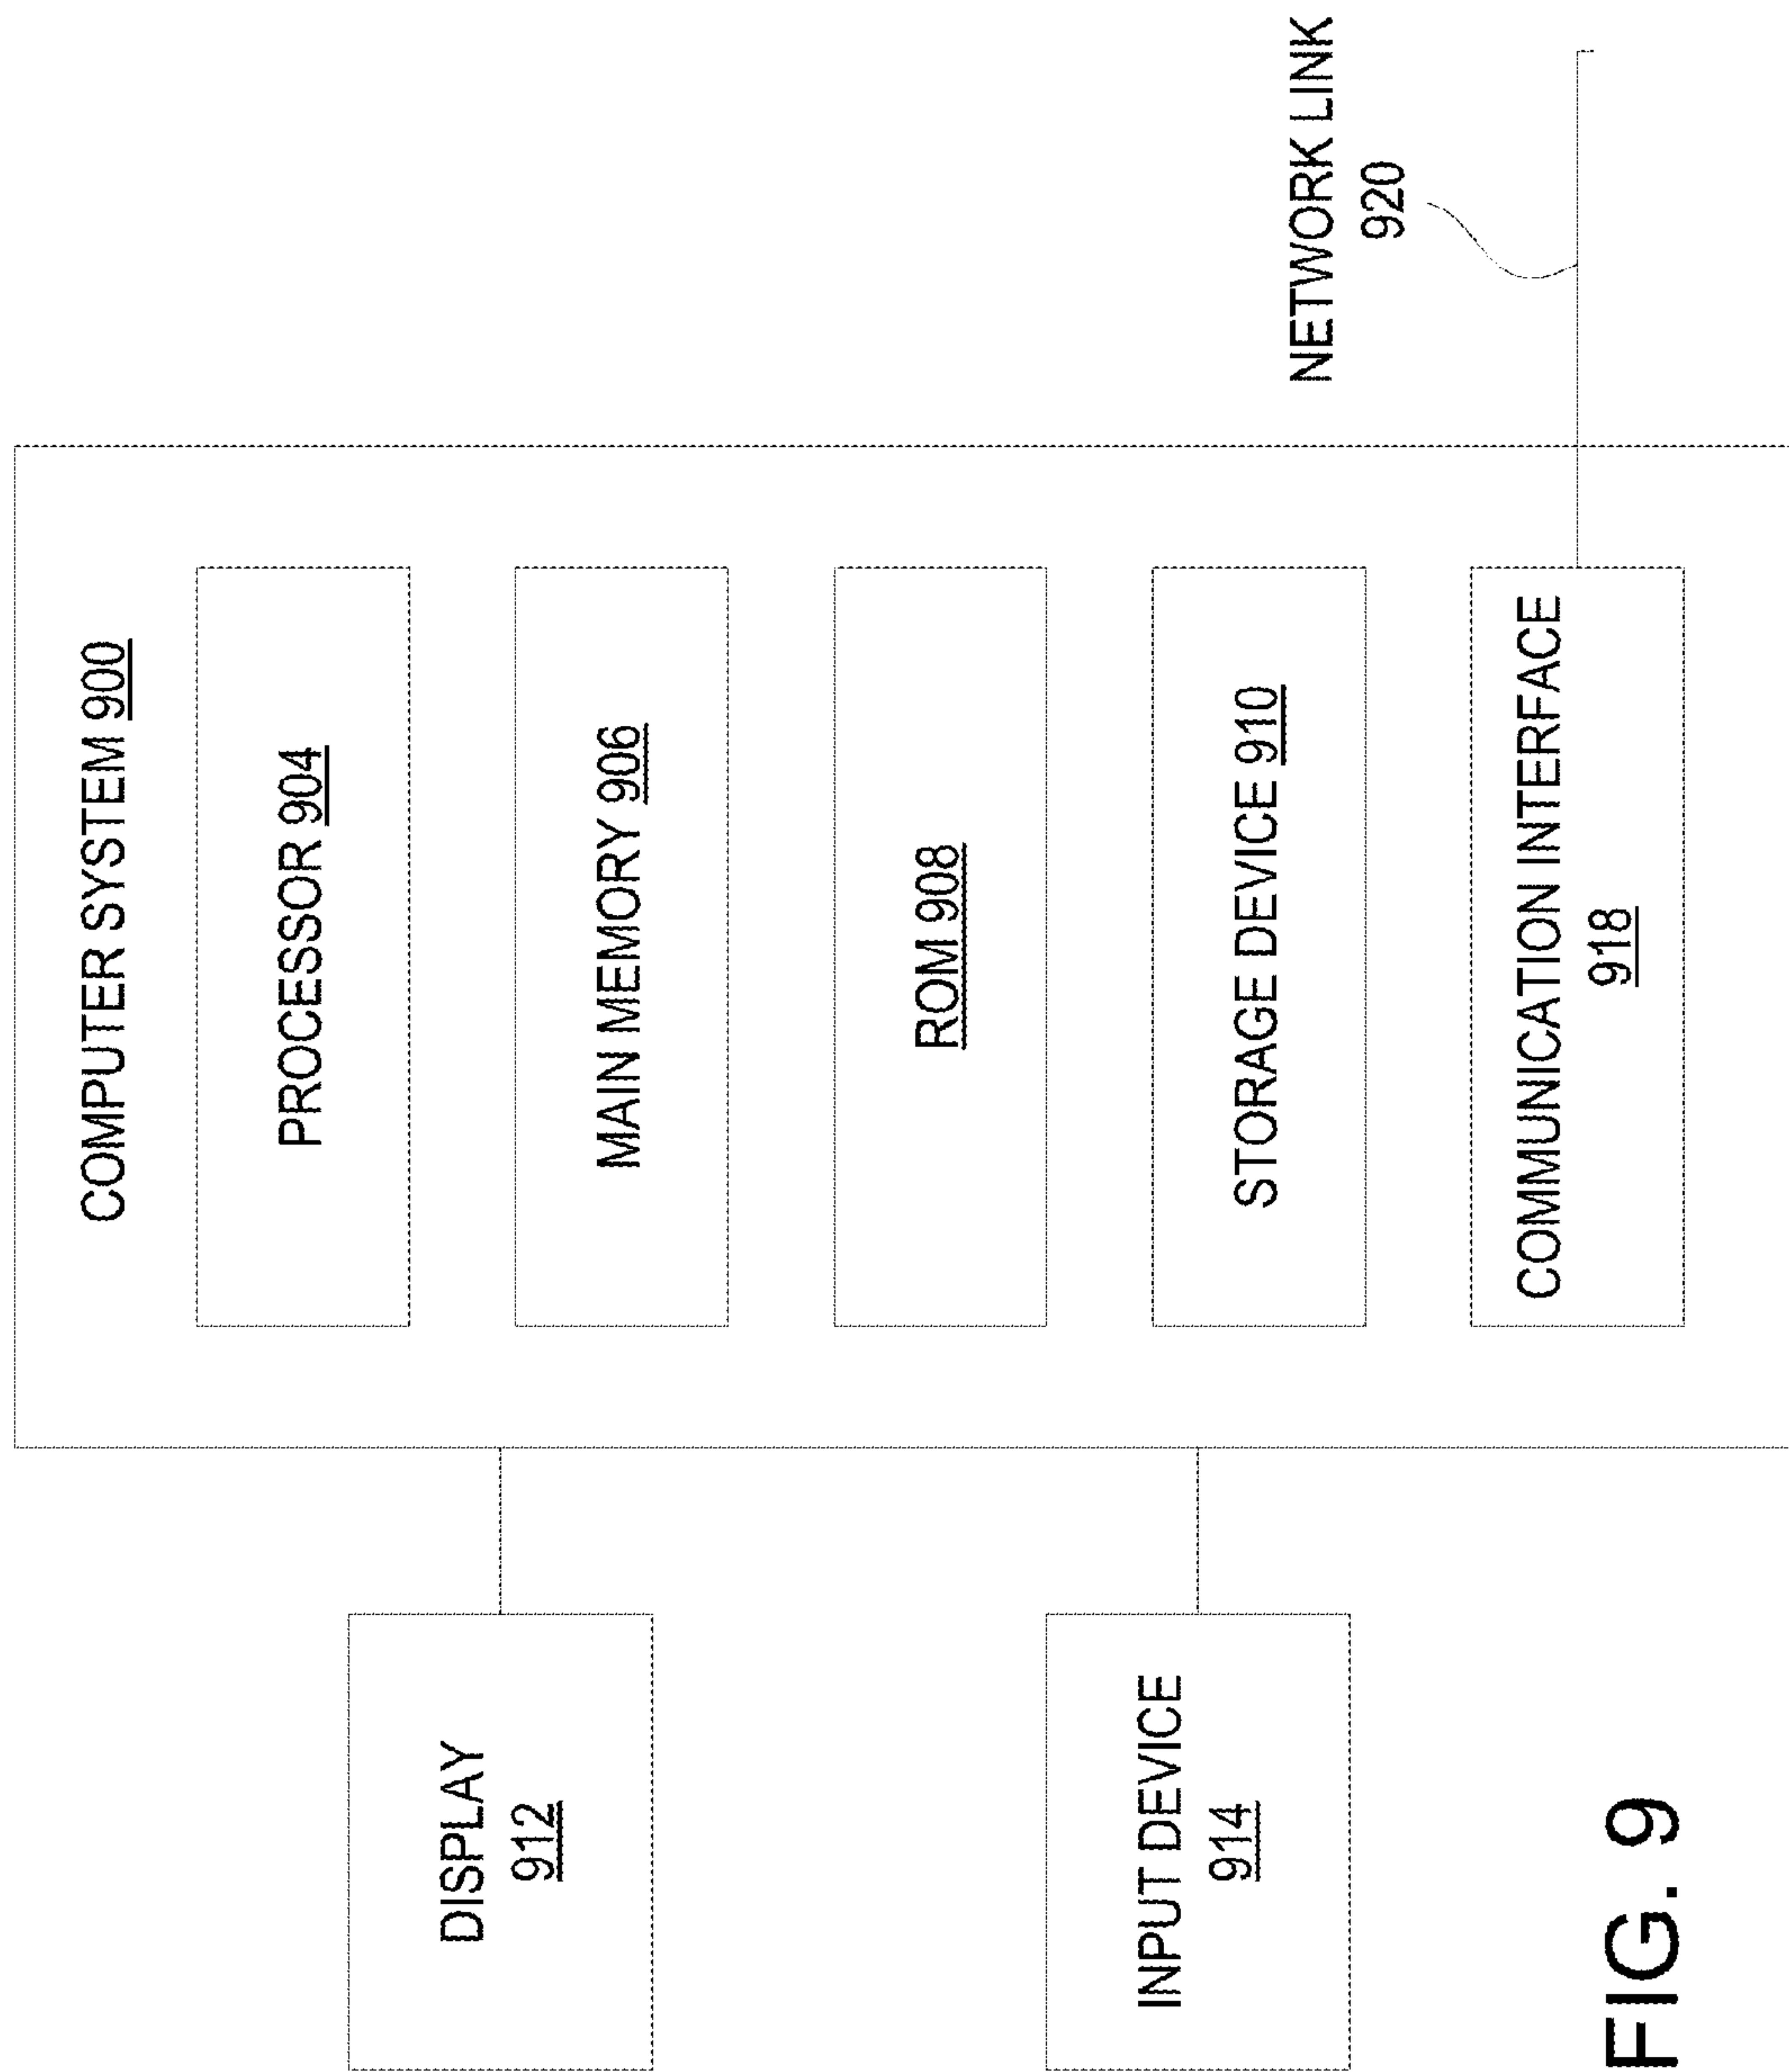 COMPUTER SYSTEM 900
DISPLAY
912
PROCESSOR 904
MAIN MEMORY 906
ROM 908
INPUT DEVICE
914
STORAGE DEVICE 910
NETWORK LINK
920
COMMUNICATION INTERFACE
918
FIG. 9